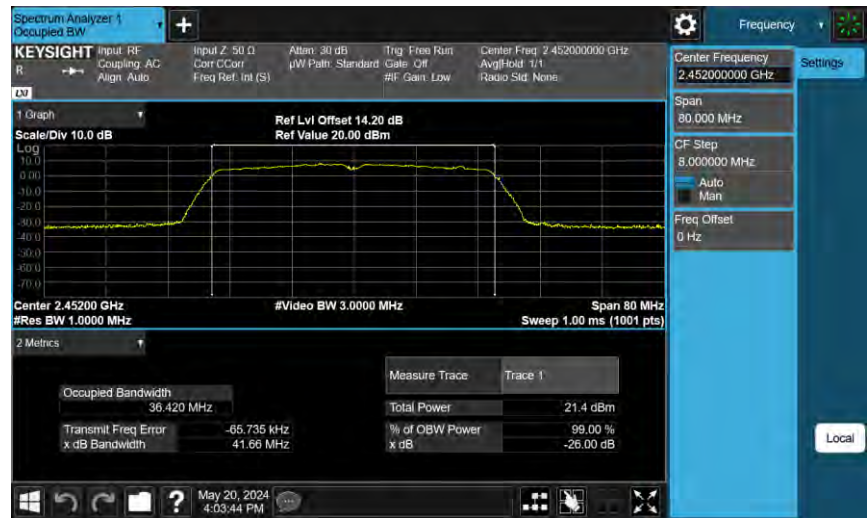 Spectrum Analyzer 1
Occupied BW
Frequency
KEYSIGHT
R
LXI
Input: RF
Coupling: AC
Align: Auto
Input Z: 50 Ω
Corr CCorr
Freq Ref: Int (S)
Atten: 30 dB
µW Path: Standard
Trig: Free Run
Gate: Off
#IF Gain: Low
Center Freq: 2.452000000 GHz
Avg|Hold: 1/1
Radio Std: None
Center Frequency
2.452000000 GHz
Settings
Span
80.000 MHz
CF Step
8.000000 MHz
Auto
Man
Freq Offset
0 Hz
Local
1 Graph
Scale/Div 10.0 dB
Ref Lvl Offset 14.20 dB
Ref Value 20.00 dBm
Log
10.0
0.00
-10.0
-20.0
-30.0
-40.0
-50.0
-60.0
-70.0
Center 2.45200 GHz
#Video BW 3.0000 MHz
Span 80 MHz
#Res BW 1.0000 MHz
Sweep 1.00 ms (1001 pts)
2 Metrics
Measure Trace
Trace 1
Occupied Bandwidth
36.420 MHz
Total Power
21.4 dBm
Transmit Freq Error
-65.735 kHz
% of OBW Power
99.00 %
x dB Bandwidth
41.66 MHz
x dB
-26.00 dB
?
May 20, 2024
4:03:44 PM